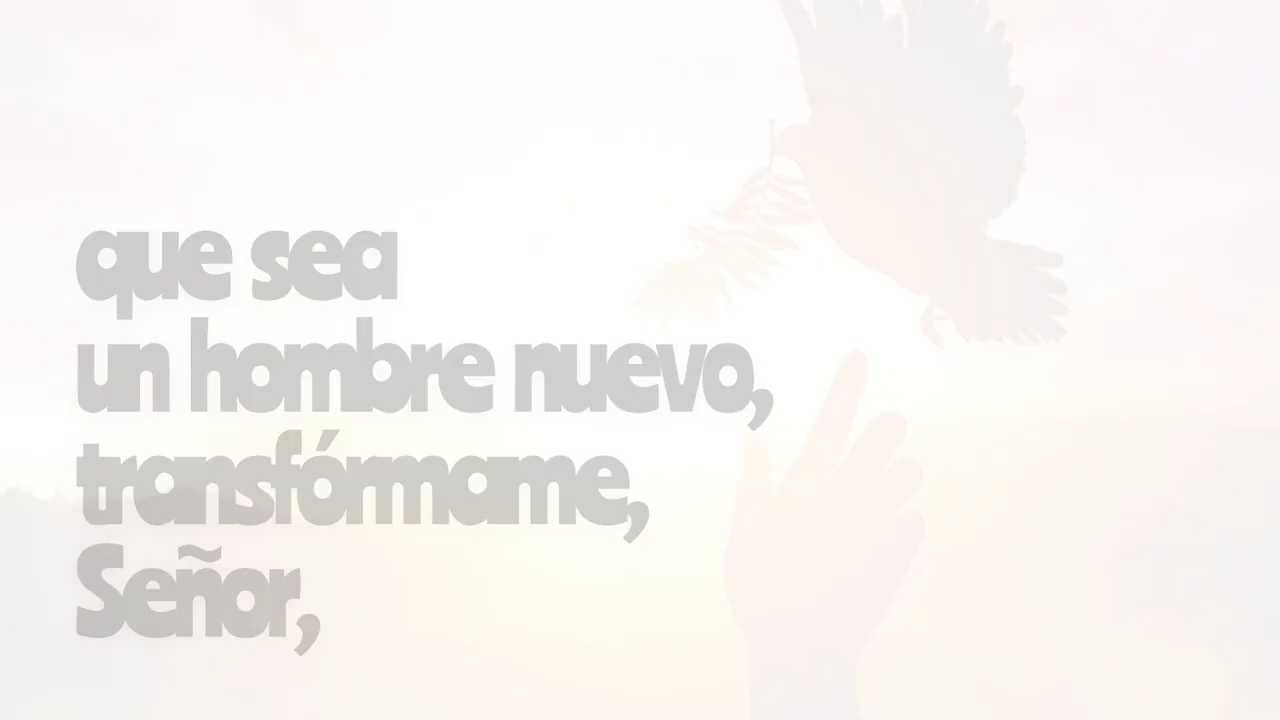 que sea
un hombre nuevo,
transfórmame,
Señor,